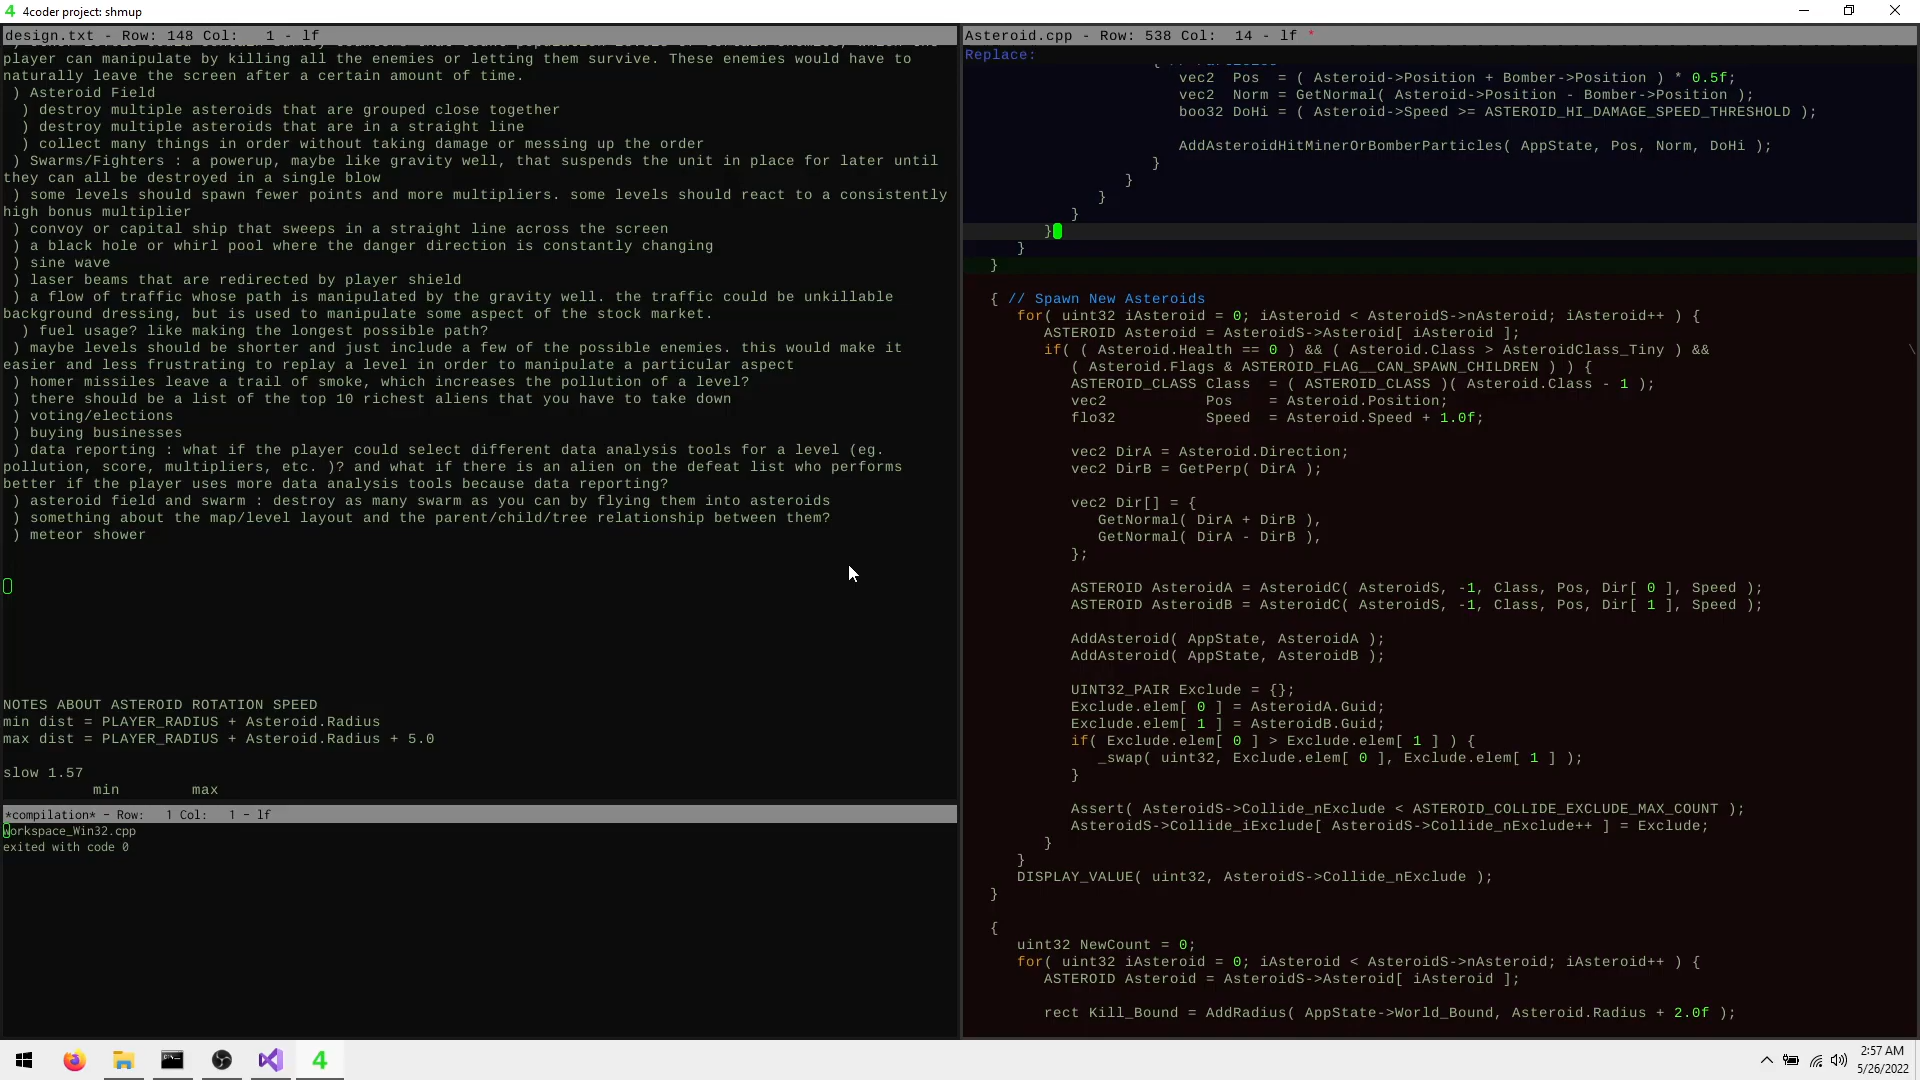 4 4coder project: shmup
design.txt - Row: 148 Col:   1 - lf
player can manipulate by killing all the enemies or letting them survive. These enemies would have to
naturally leave the screen after a certain amount of time.
) Asteroid Field
) destroy multiple asteroids that are grouped close together
) destroy multiple asteroids that are in a straight line
) collect many things in order without taking damage or messing up the order
) Swarms/Fighters : a powerup, maybe like gravity well, that suspends the unit in place for later until
they can all be destroyed in a single blow
) some levels should spawn fewer points and more multipliers. some levels should react to a consistently
high bonus multiplier
) convoy or capital ship that sweeps in a straight line across the screen
) a black hole or whirl pool where the danger direction is constantly changing
) sine wave
) laser beams that are redirected by player shield
) a flow of traffic whose path is manipulated by the gravity well. the traffic could be unkillable
background dressing, but is used to manipulate some aspect of the stock market.
) fuel usage? like making the longest possible path?
) maybe levels should be shorter and just include a few of the possible enemies. this would make it
easier and less frustrating to replay a level in order to manipulate a particular aspect
) homer missiles leave a trail of smoke, which increases the pollution of a level?
) there should be a list of the top 10 richest aliens that you have to take down
) voting/elections
) buying businesses
) data reporting : what if the player could select different data analysis tools for a level (eg.
pollution, score, multipliers, etc. )? and what if there is an alien on the defeat list who performs
better if the player uses more data analysis tools because data reporting?
) asteroid field and swarm : destroy as many swarm as you can by flying them into asteroids
) something about the map/level layout and the parent/child/tree relationship between them?
) meteor shower
NOTES ABOUT ASTEROID ROTATION SPEED
min dist = PLAYER_RADIUS + Asteroid.Radius
max dist = PLAYER_RADIUS + Asteroid.Radius + 5.0
slow 1.57
min        max
*compilation* - Row:   1 Col:   1 - lf
workspace_Win32.cpp
exited with code 0
Asteroid.cpp - Row: 538 Col:  14 - lf *
Replace:
vec2  Pos  = ( Asteroid->Position + Bomber->Position ) * 0.5f;
vec2  Norm = GetNormal( Asteroid->Position - Bomber->Position );
boo32 DoHi = ( Asteroid->Speed >= ASTEROID_HI_DAMAGE_SPEED_THRESHOLD );
AddAsteroidHitMinerOrBomberParticles( AppState, Pos, Norm, DoHi );
}
}
}
}
}
}
}
{ // Spawn New Asteroids
for( uint32 iAsteroid = 0; iAsteroid < AsteroidS->nAsteroid; iAsteroid++ ) {
ASTEROID Asteroid = AsteroidS->Asteroid[ iAsteroid ];
if( ( Asteroid.Health == 0 ) && ( Asteroid.Class > AsteroidClass_Tiny ) && \
( Asteroid.Flags & ASTEROID_FLAG__CAN_SPAWN_CHILDREN ) ) {
ASTEROID_CLASS Class  = ( ASTEROID_CLASS )( Asteroid.Class - 1 );
vec2           Pos    = Asteroid.Position;
flo32          Speed  = Asteroid.Speed + 1.0f;
vec2 DirA = Asteroid.Direction;
vec2 DirB = GetPerp( DirA );
vec2 Dir[] = {
GetNormal( DirA + DirB ),
GetNormal( DirA - DirB ),
};
ASTEROID AsteroidA = AsteroidC( AsteroidS, -1, Class, Pos, Dir[ 0 ], Speed );
ASTEROID AsteroidB = AsteroidC( AsteroidS, -1, Class, Pos, Dir[ 1 ], Speed );
AddAsteroid( AppState, AsteroidA );
AddAsteroid( AppState, AsteroidB );
UINT32_PAIR Exclude = {};
Exclude.elem[ 0 ] = AsteroidA.Guid;
Exclude.elem[ 1 ] = AsteroidB.Guid;
if( Exclude.elem[ 0 ] > Exclude.elem[ 1 ] ) {
_swap( uint32, Exclude.elem[ 0 ], Exclude.elem[ 1 ] );
}
Assert( AsteroidS->Collide_nExclude < ASTEROID_COLLIDE_EXCLUDE_MAX_COUNT );
AsteroidS->Collide_iExclude[ AsteroidS->Collide_nExclude++ ] = Exclude;
}
}
DISPLAY_VALUE( uint32, AsteroidS->Collide_nExclude );
}
{
uint32 NewCount = 0;
for( uint32 iAsteroid = 0; iAsteroid < AsteroidS->nAsteroid; iAsteroid++ ) {
ASTEROID Asteroid = AsteroidS->Asteroid[ iAsteroid ];
rect Kill_Bound = AddRadius( AppState->World_Bound, Asteroid.Radius + 2.0f );
4
2:57 AM
5/26/2022